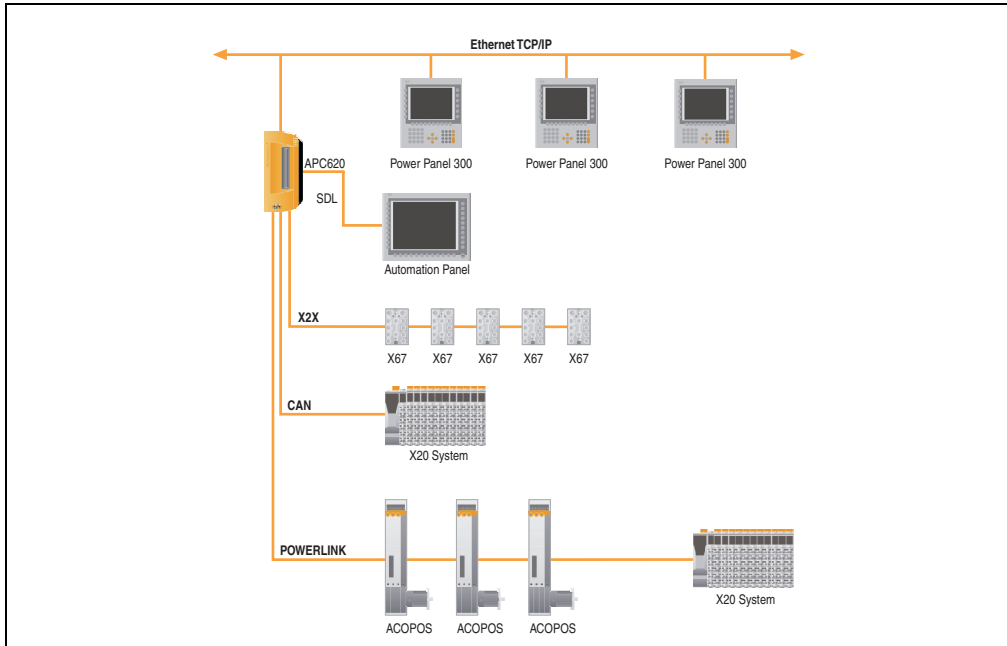 Ethernet TCP/IP
Power Panel 300
Power Panel 300
Power Panel 300
APC620
SDL
Automation Panel
X2X
X67
X67
X67
X67
X67
CAN
X20 System
POWERLINK
X20 System
ACOPOS
ACOPOS
ACOPOS